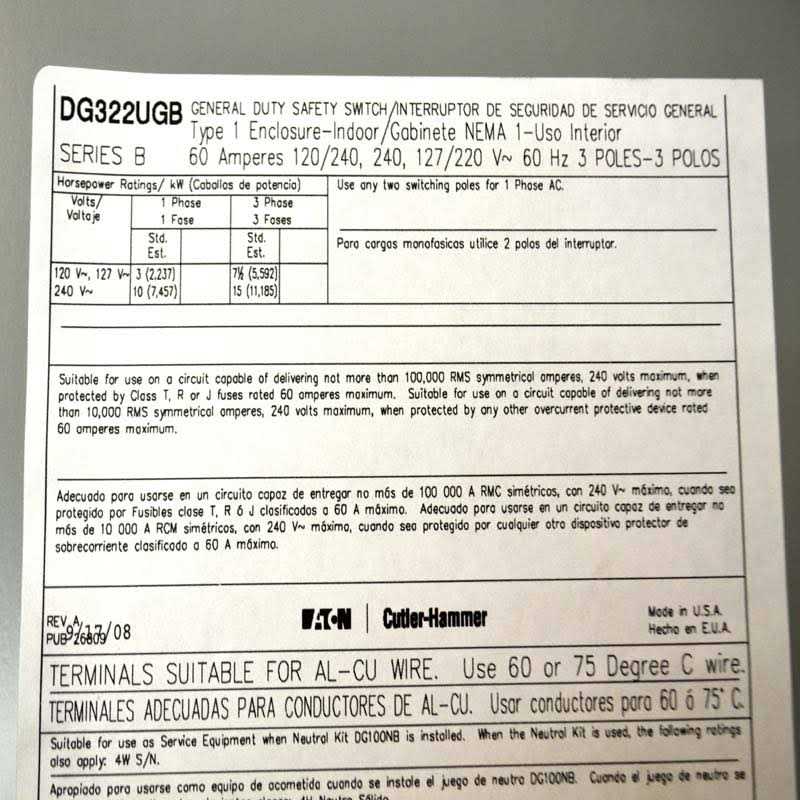 DG322UGB GENERAL DUTY SAFETY SWITCH/INTERRUPTOR DE SEGURIDAD DE SERVICIO GENERAL
Type 1 Enclosure-Indoor/Gabinete NEMA 1-Uso Interior
SERIES B 60 Amperes 120/240, 240, 127/220 V~ 60 Hz 3 POLES-3 POLOS
Horsepower Ratings/ kW (Caballos de potencia)
Volts/ 1 Phase 3 Phase
Voltaje 1 Fase 3 Fases
Std. Std.
Est. Est.
120 V~, 127 V~ 3 (2,237) 7½ (5,592)
240 V~ 10 (7,457) 15 (11,185)
Use any two switching poles for 1 Phase AC.
Para cargas monofasicas utilice 2 polos del interruptor.
Suitable for use on a circuit capable of delivering not more than 100,000 RMS symmetrical amperes, 240 volts maximum, when
protected by Class T, R or J fuses rated 60 amperes maximum. Suitable for use on a circuit capable of delivering not more
than 10,000 RMS symmetrical amperes, 240 volts maximum, when protected by any other overcurrent protective device rated
60 amperes maximum.
Adecuado para usarse en un circuito capaz de entregar no más de 100 000 A RMC simétricos, con 240 V~ máximo, cuando sea
protegido por Fusibles clase T, R ó J clasificados a 60 A máximo. Adecuado para usarse en un circuito capaz de entregar no
más de 10 000 A RCM simétricos, con 240 V~ máximo, cuando sea protegido por cualquier otro dispositivo protector de
sobrecorriente clasificado a 60 A máximo.
REV A
9/17/08
PUB 26809
EATON | Cutler-Hammer
Made in U.S.A.
Hecho en E.U.A.
TERMINALS SUITABLE FOR AL-CU WIRE. Use 60 or 75 Degree C wire.
TERMINALES ADECUADAS PARA CONDUCTORES DE AL-CU. Usar conductores para 60 ó 75° C.
Suitable for use as Service Equipment when Neutral Kit DG100NB is installed. When the Neutral Kit is used, the following ratings
also apply: 4W S/N.
Apropiado para usarse como equipo de acometida cuando se instale el juego de neutro DG100NB. Cuando el juego de neutro se